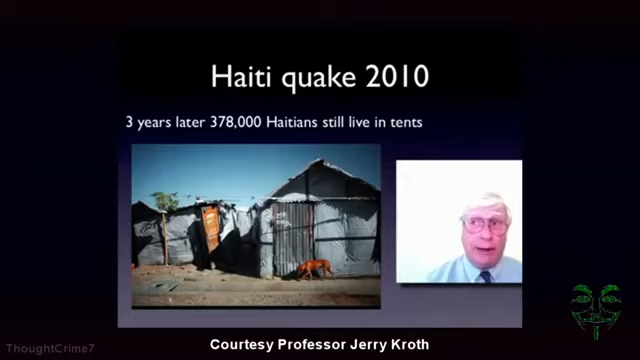 Haiti quake 2010
3 years later 378,000 Haitians still live in tents
ThoughtCrime7
Courtesy Professor Jerry Kroth